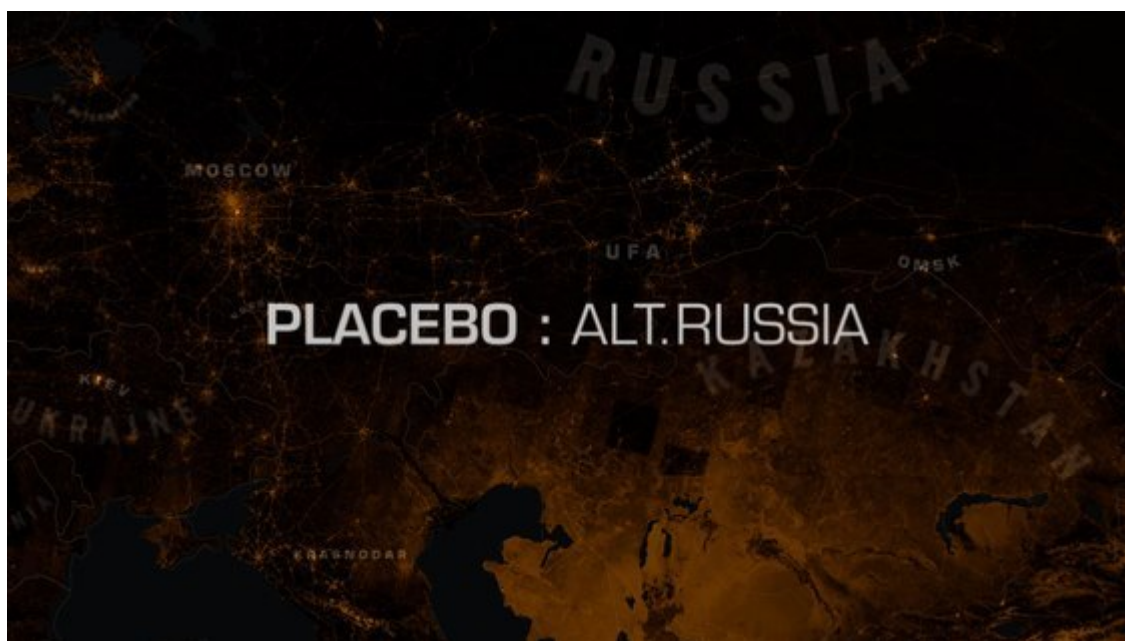 RUSSIA
MOSCOW
UFA
OMSK
PLACEBO : ALT.RUSSIA
KAZAKHSTAN
KIEV
UKRAINE
KRASNODAR